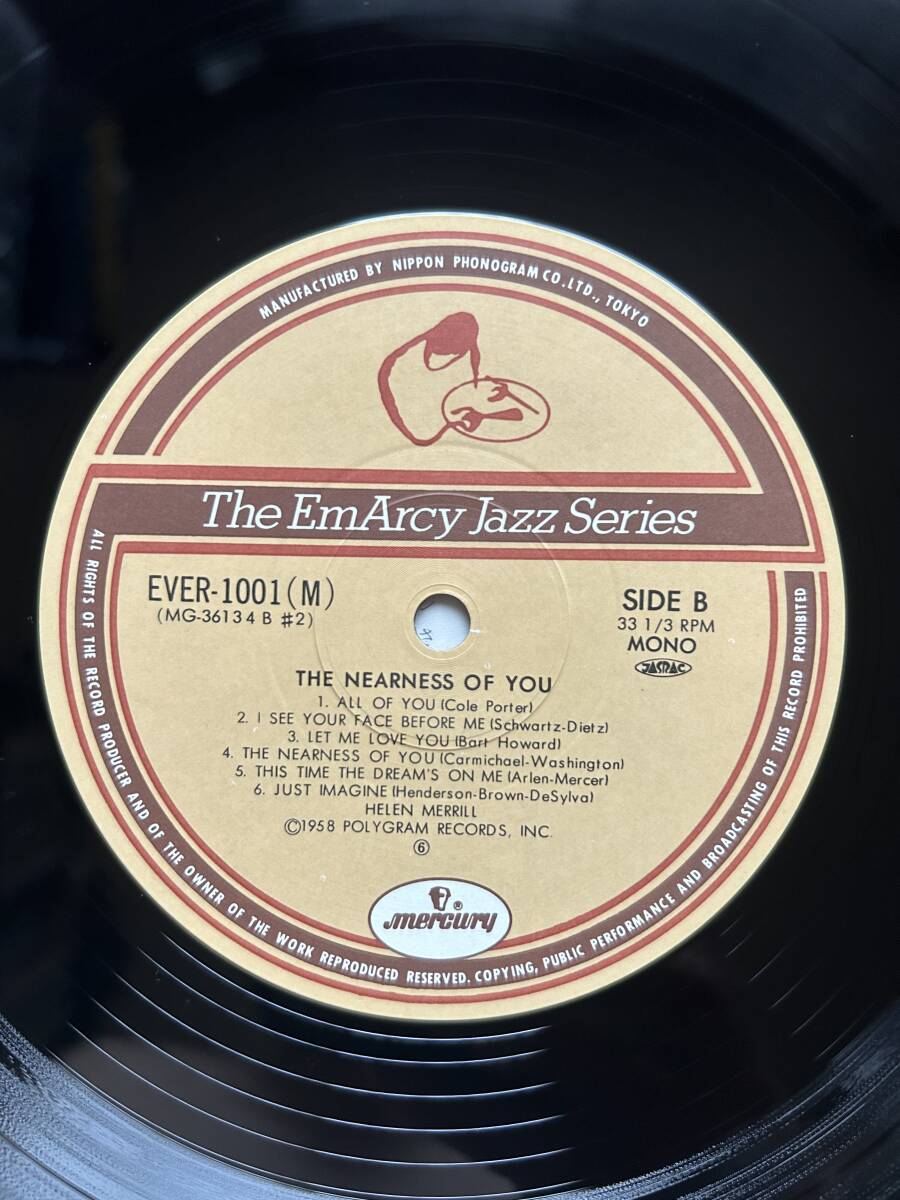 MANUFACTURED BY NIPPON PHONOGRAM CO. LTD., TOKYO
The EmArcy Jazz Series
EVER-1001(M)
(MG-36134 B #2)
SIDE B
33 1/3 RPM
MONO
JASRAC
THE NEARNESS OF YOU
1. ALL OF YOU (Cole Porter)
2. I SEE YOUR FACE BEFORE ME (Schwartz-Dietz)
3. LET ME LOVE YOU (Bart Howard)
4. THE NEARNESS OF YOU (Carmichael-Washington)
5. THIS TIME THE DREAM'S ON ME (Arlen-Mercer)
6. JUST IMAGINE (Henderson-Brown-DeSylva)
HELEN MERRILL
©1958 POLYGRAM RECORDS, INC.
⑥
mercury®
ALL RIGHTS OF THE RECORD PRODUCER AND OF THE OWNER OF THE WORK REPRODUCED RESERVED. COPYING, PUBLIC PERFORMANCE AND BROADCASTING OF THIS RECORD PROHIBITED